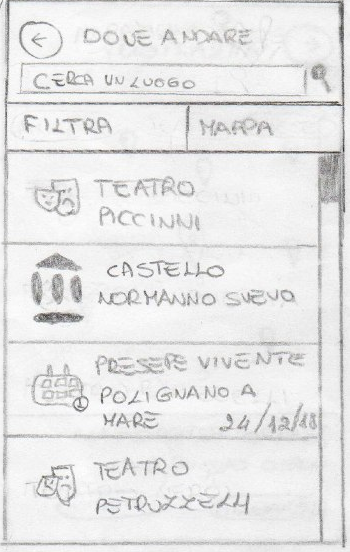 DOVE ANDARE
CERCA UN LUOGO
FILTRA
MAPPA
TEATRO
PICCINNI
CASTELLO
NORMANNO SVEVO
PRESEPE VIVENTE
POLIGNANO A
MARE 24/12/18
TEATRO
PETRUZZELLI